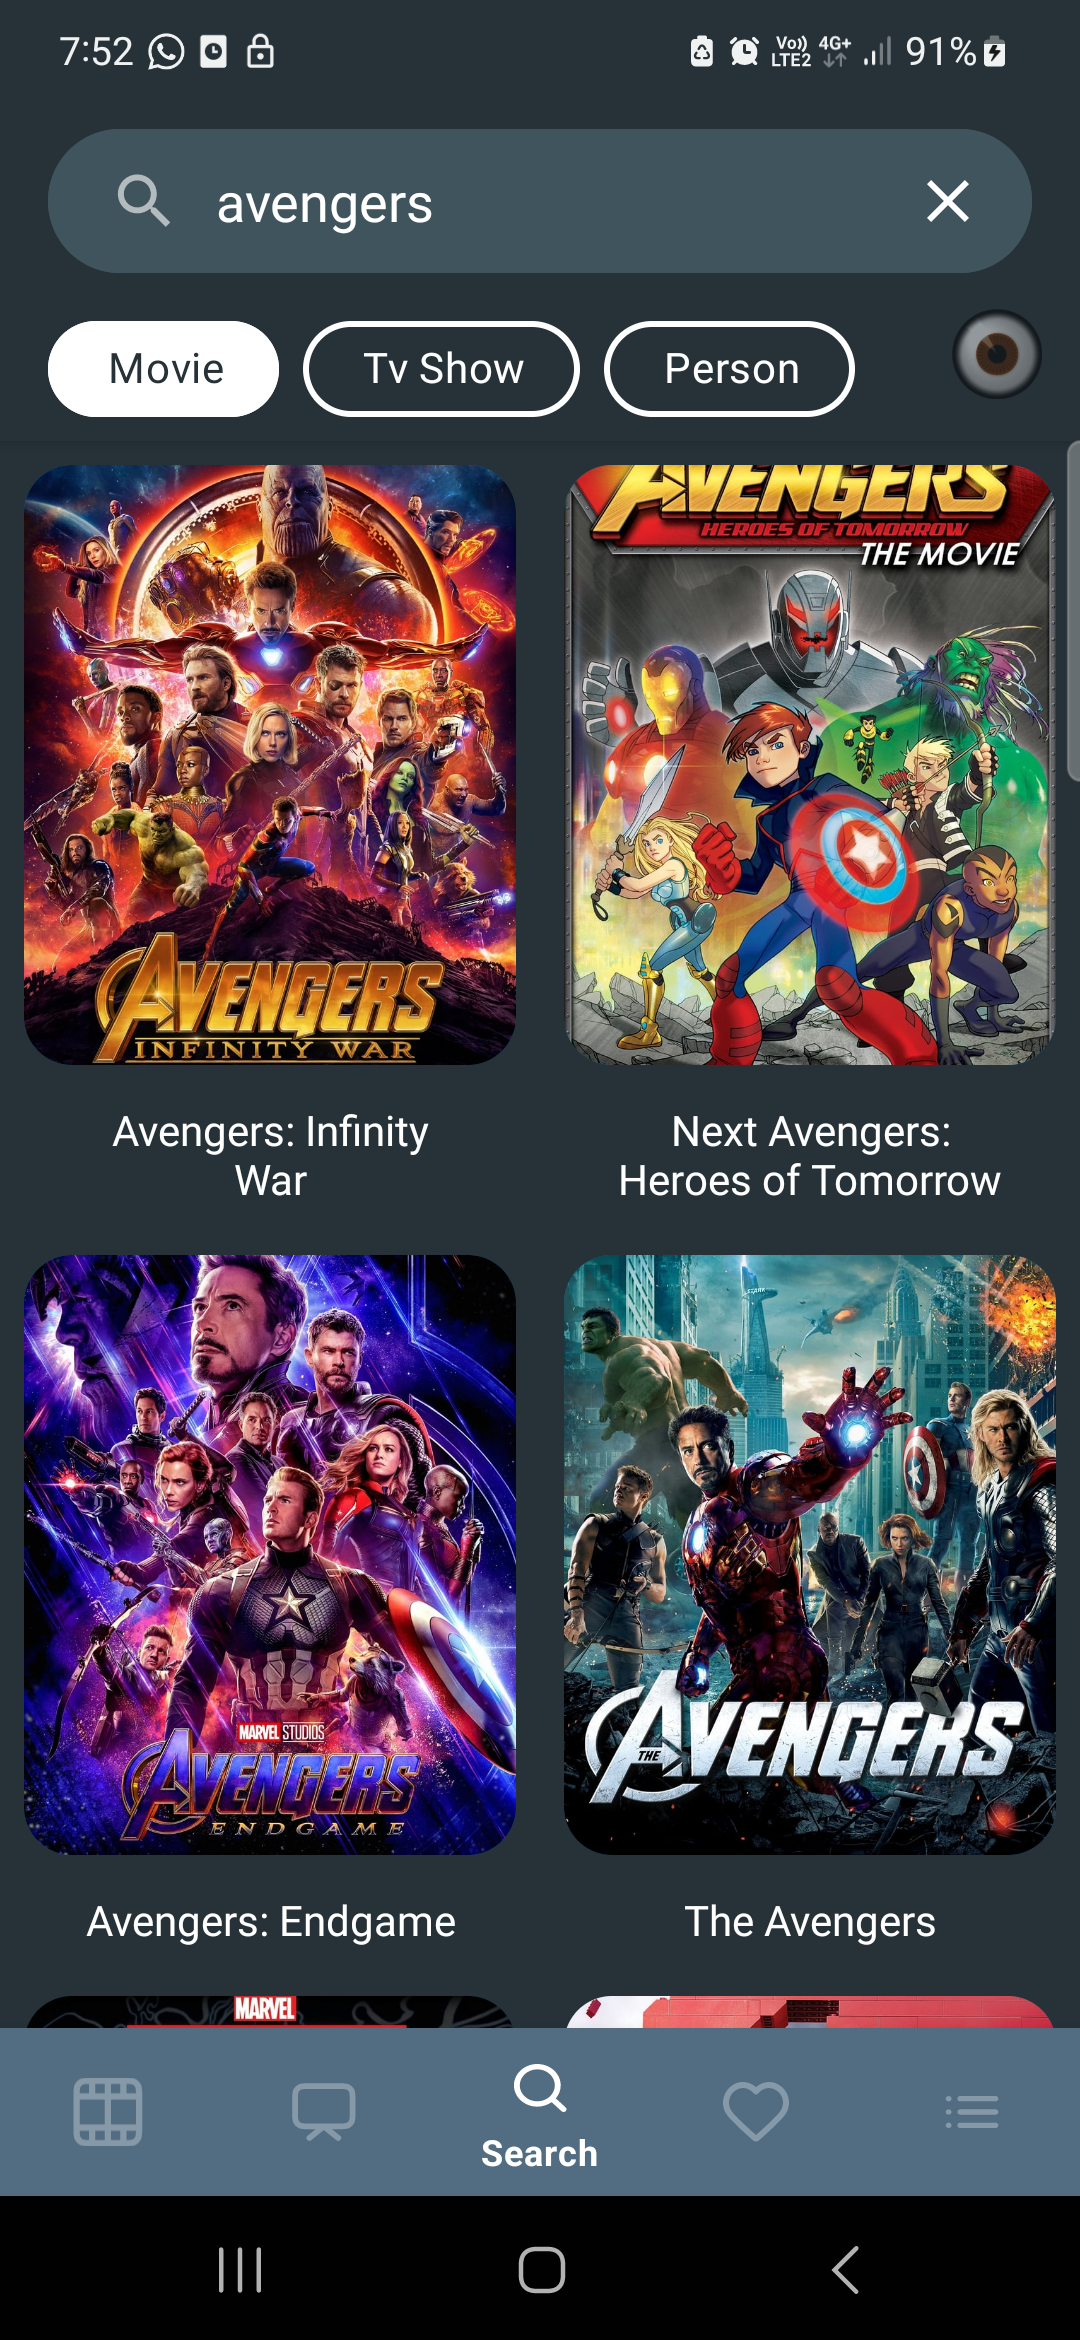 7:52
Vo)) 4G+ 91%
LTE2
avengers
Movie Tv Show Person
AVENGERS
INFINITY WAR
AVENGERS
HEROES OF TOMORROW
THE MOVIE
Avengers: Infinity
War
Next Avengers:
Heroes of Tomorrow
MARVEL STUDIOS
AVENGERS
ENDGAME
STARK
THE AVENGERS
Avengers: Endgame
The Avengers
MARVEL
Search